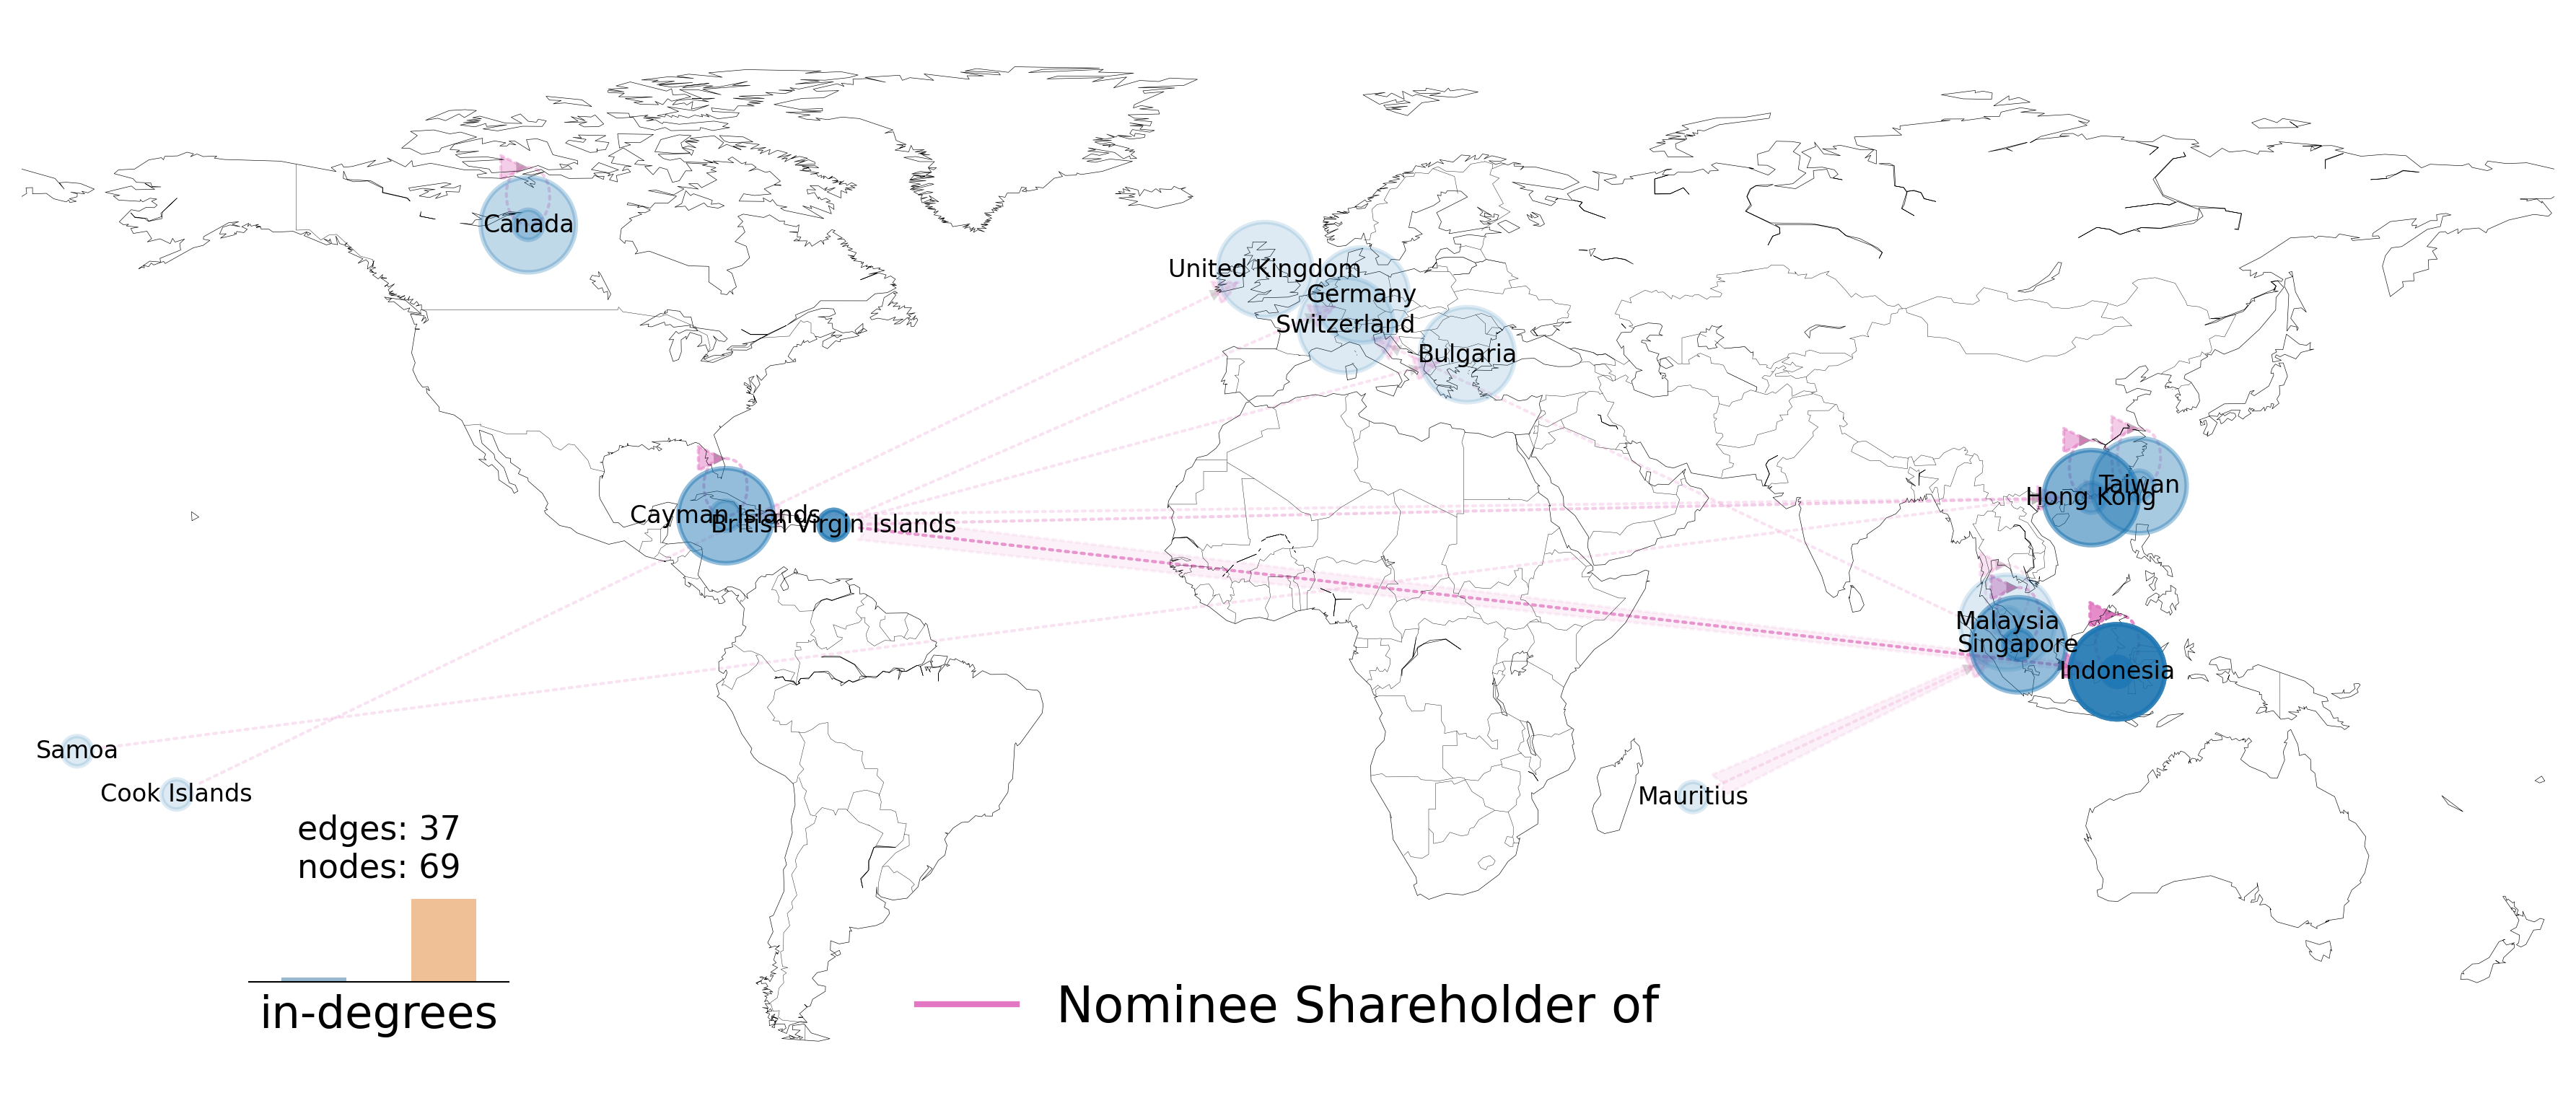 Canada
United Kingdom
Germany
Switzerland
Bulgaria
Taiwan
Hong Kong
Cayman Islands
British Virgin Islands
Malaysia
Singapore
Indonesia
Samoa
Cook Islands
Mauritius
edges: 37
nodes: 69
in-degrees
Nominee Shareholder of